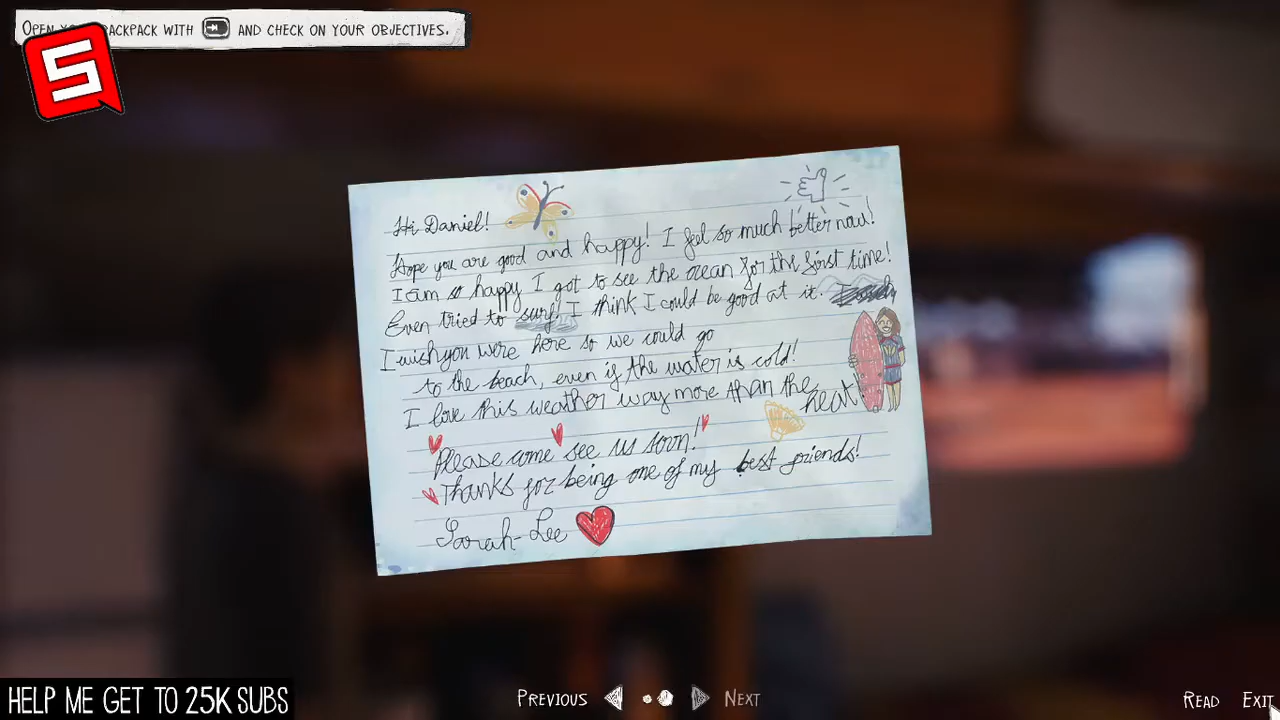 OPEN YO ACKPACK WITH AND CHECK ON YOUR OBJECTIVES.
S
Hi Daniel!
Hope you are good and happy! I feel so much better now!
I am so happy I got to see the ocean for the first time!
Even tried to surf, I think I could be good at it.
I wish you were here so we could go
to the beach, even if the water is cold!
I love this weather way more than the heat!
Please come see us soon!
Thanks for being one of my best friends!
Sarah-Lee
HELP ME GET TO 25K SUBS
PREVIOUS NEXT
READ EXIT